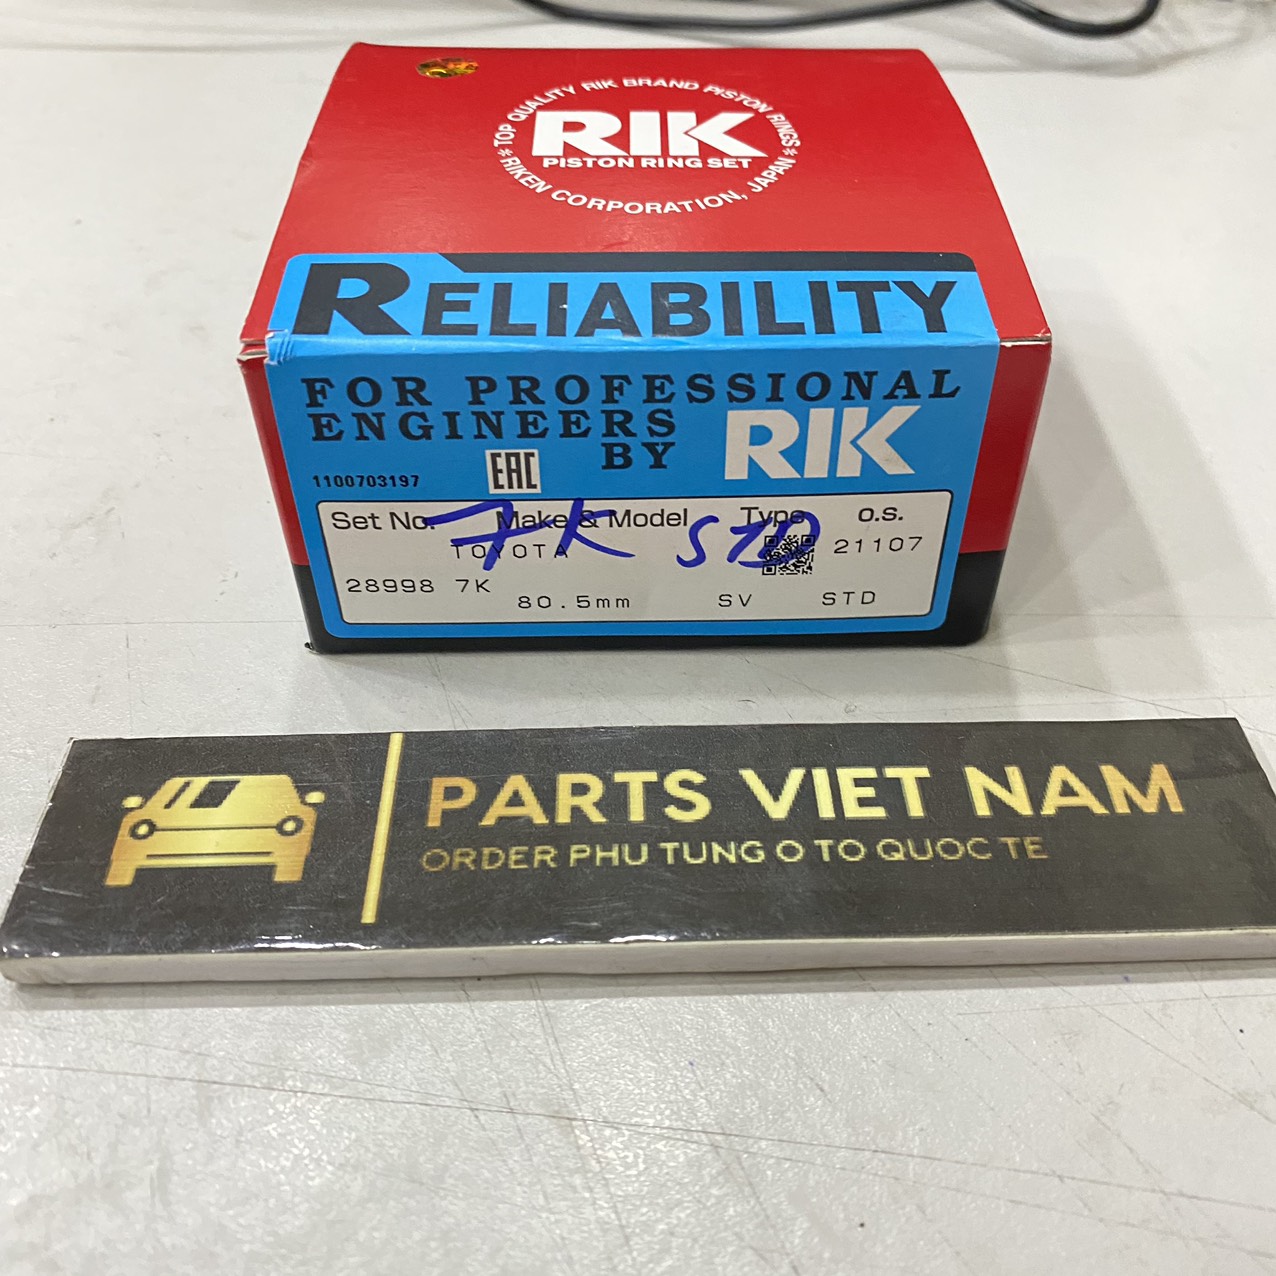 *TOP QUALITY RIK BRAND PISTON RINGS*
RIK
PISTON RING SET
RIKEN CORPORATION, JAPAN
RELIABILITY
FOR PROFESSIONAL
ENGINEERS
BY RIK
EAC
1100703197
Set No. Make & Model Type O.S.
7K STD
TOYOTA 21107
28998 7K
80.5mm SV STD
PARTS VIET NAM
ORDER PHU TUNG O TO QUOC TE